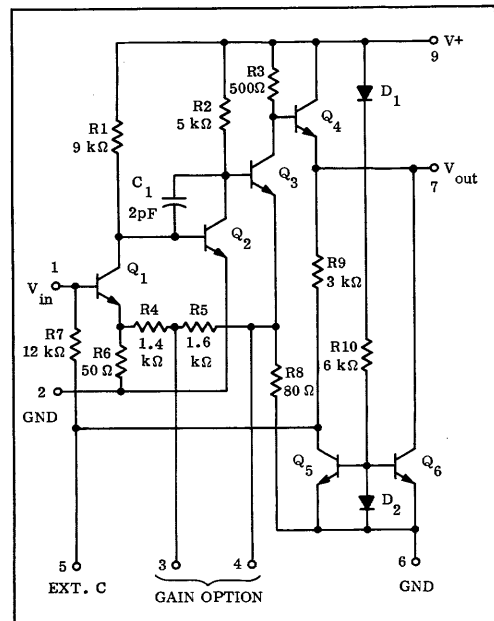 V+
9
R3
500Ω
D1
R2
5 kΩ
R1
9 kΩ
Q4
C1
2pF
Q3
Vout
7
Q2
1
Vin
Q1
R9
3 kΩ
R7
12 kΩ
R4
1.4
kΩ
R5
1.6
kΩ
R6
50 Ω
R10
6 kΩ
R8
80 Ω
2
GND
Q5
Q6
D2
5
EXT. C
3
4
GAIN OPTION
6
GND